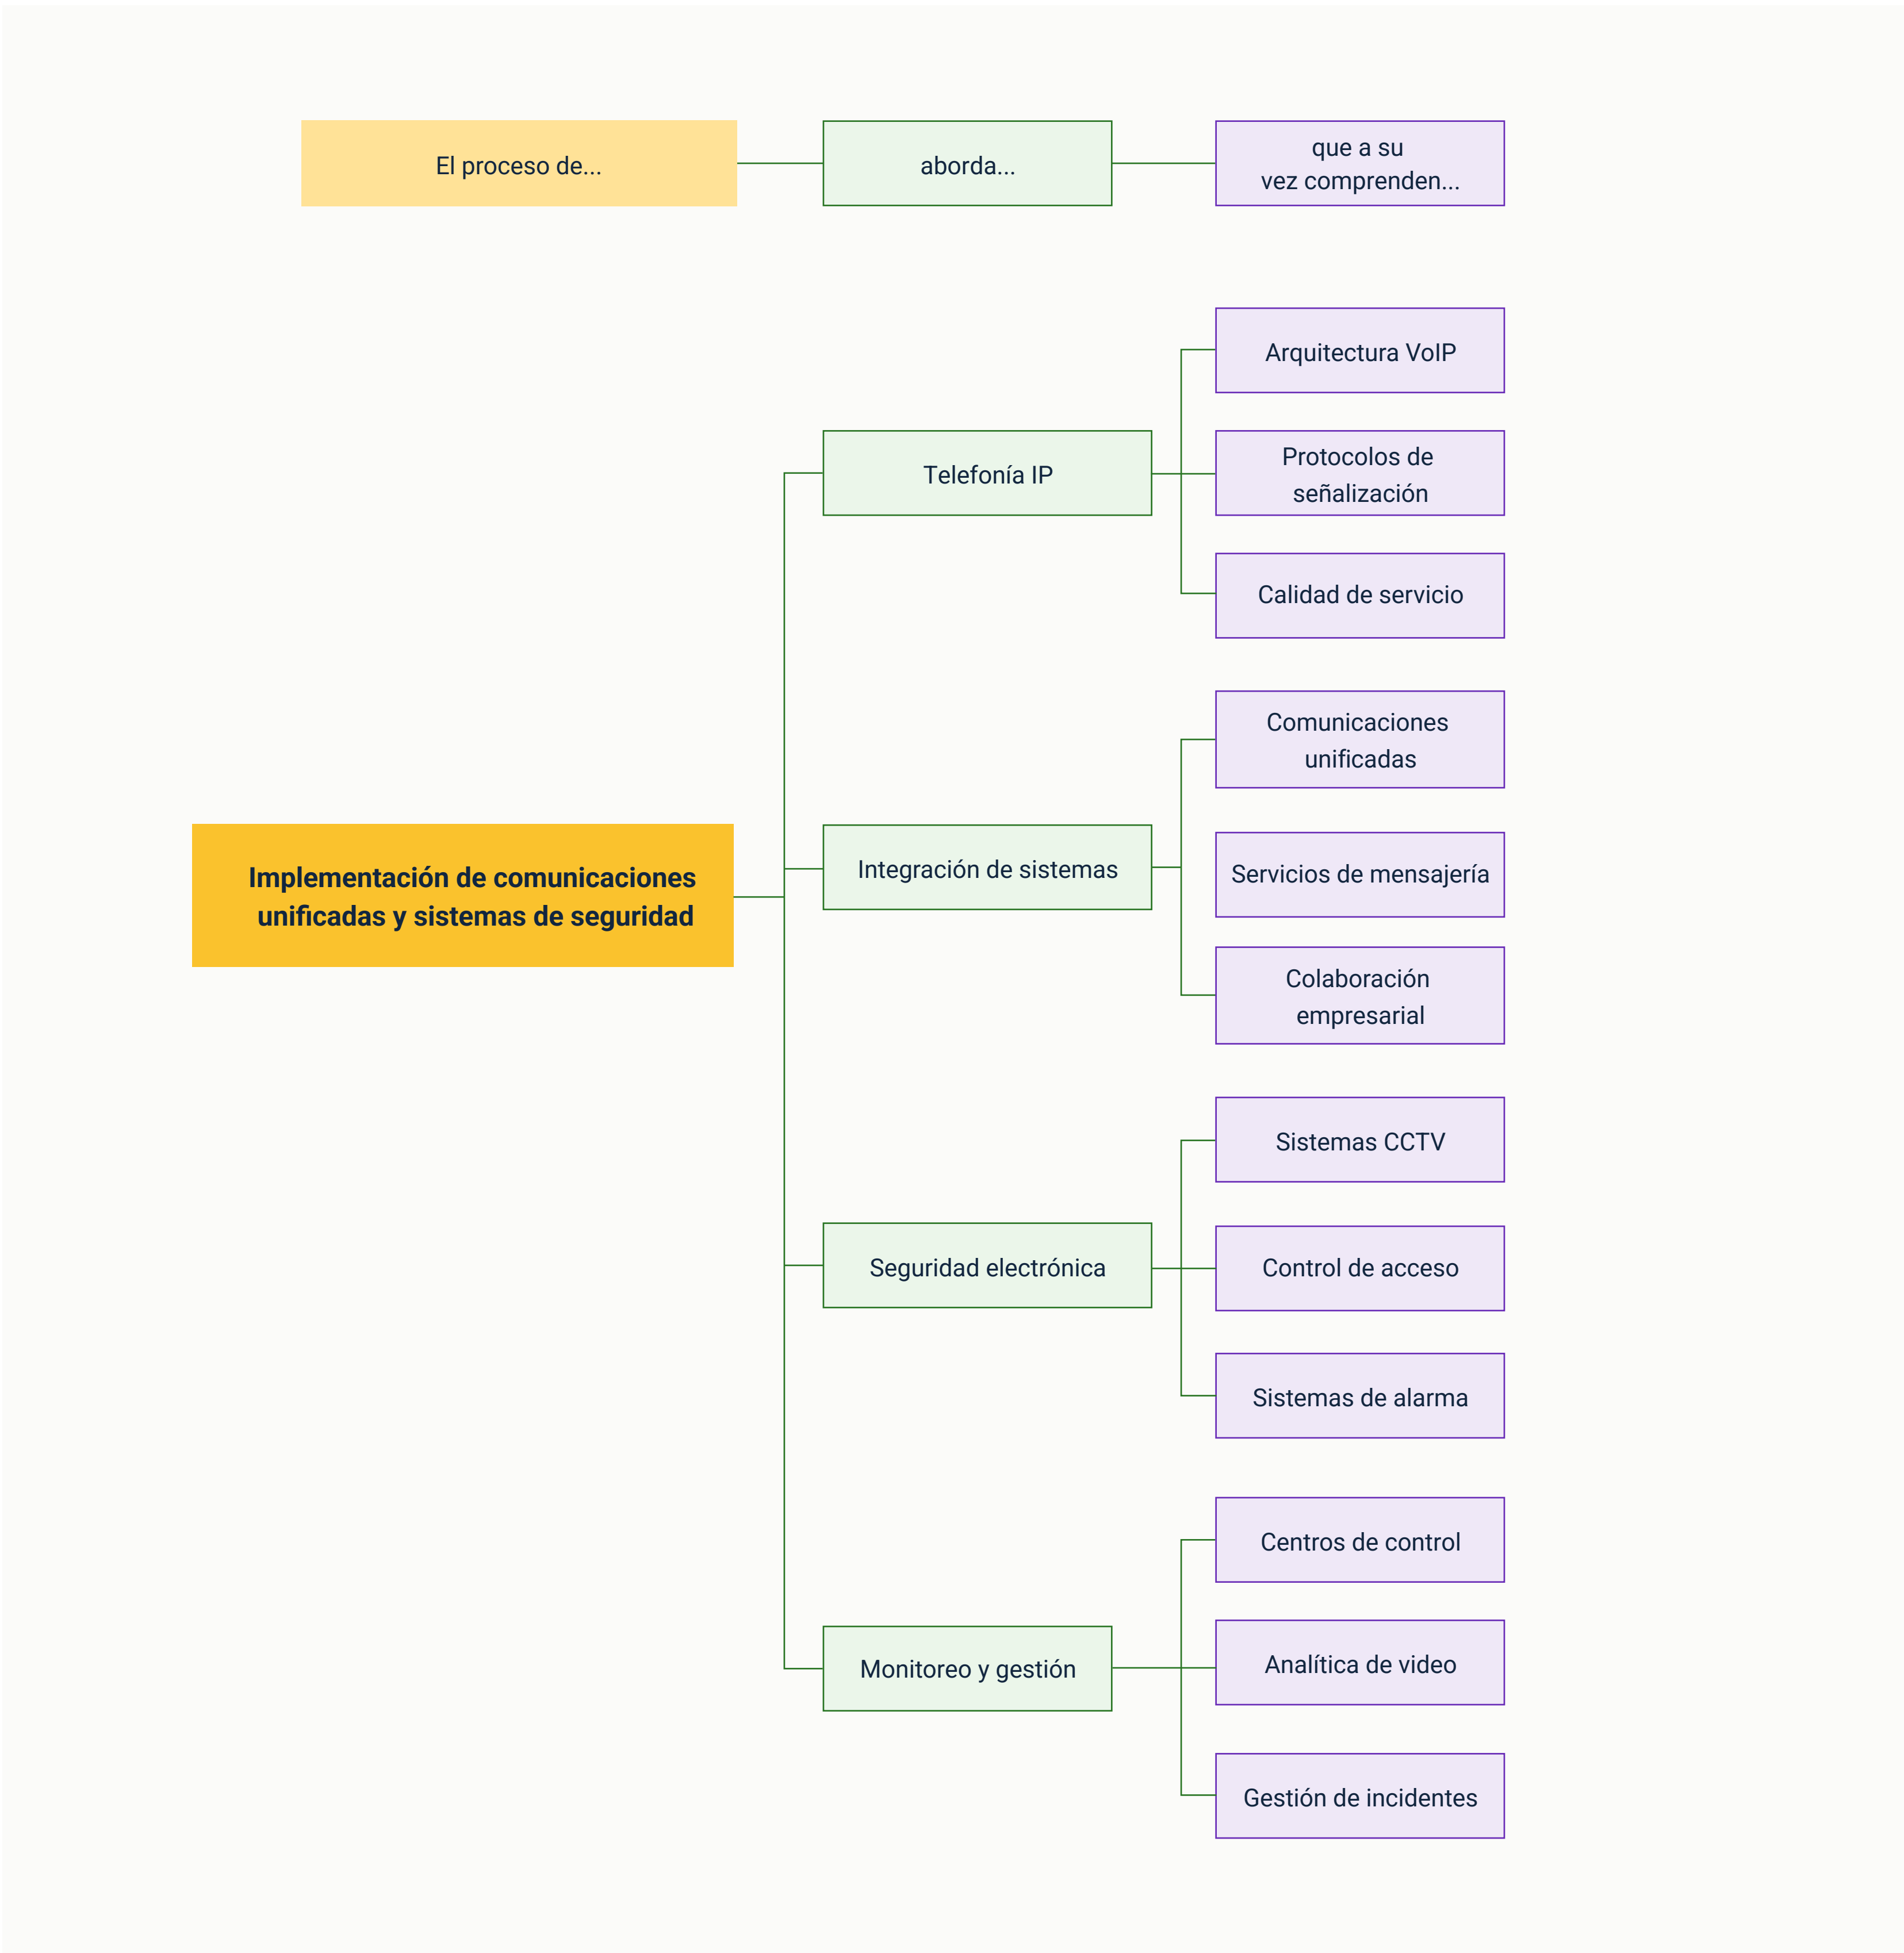 El proceso de...
aborda...
que a su
vez comprenden...
Arquitectura VoIP
Telefonía IP
Protocolos de
señalización
Calidad de servicio
Implementación de comunicaciones
unificadas y sistemas de seguridad
Integración de sistemas
Comunicaciones
unificadas
Servicios de mensajería
Colaboración
empresarial
Seguridad electrónica
Sistemas CCTV
Control de acceso
Sistemas de alarma
Monitoreo y gestión
Centros de control
Analítica de video
Gestión de incidentes